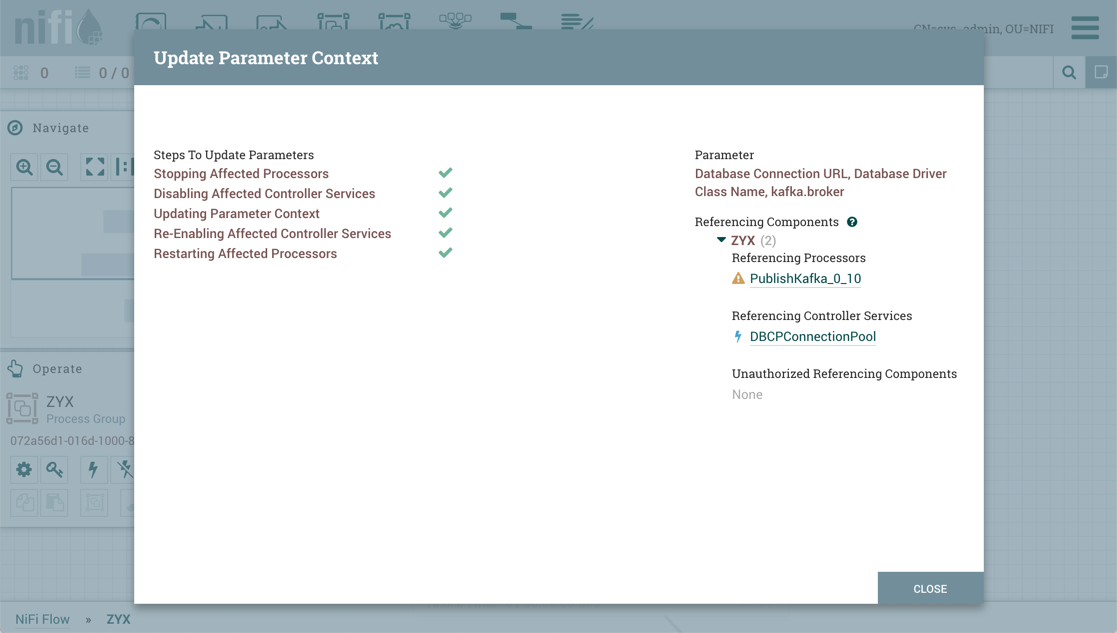 nifi
CN=sys_admin, OU=NIFI
Update Parameter Context
0
0 / 0
Navigate
Steps To Update Parameters
Stopping Affected Processors
Disabling Affected Controller Services
Updating Parameter Context
Re-Enabling Affected Controller Services
Restarting Affected Processors
Parameter
Database Connection URL, Database Driver
Class Name, kafka.broker
Referencing Components
ZYX (2)
Referencing Processors
PublishKafka_0_10
Referencing Controller Services
DBCPConnectionPool
Unauthorized Referencing Components
None
Operate
ZYX
Process Group
072a56d1-016d-1000-8
CLOSE
NiFi Flow » ZYX